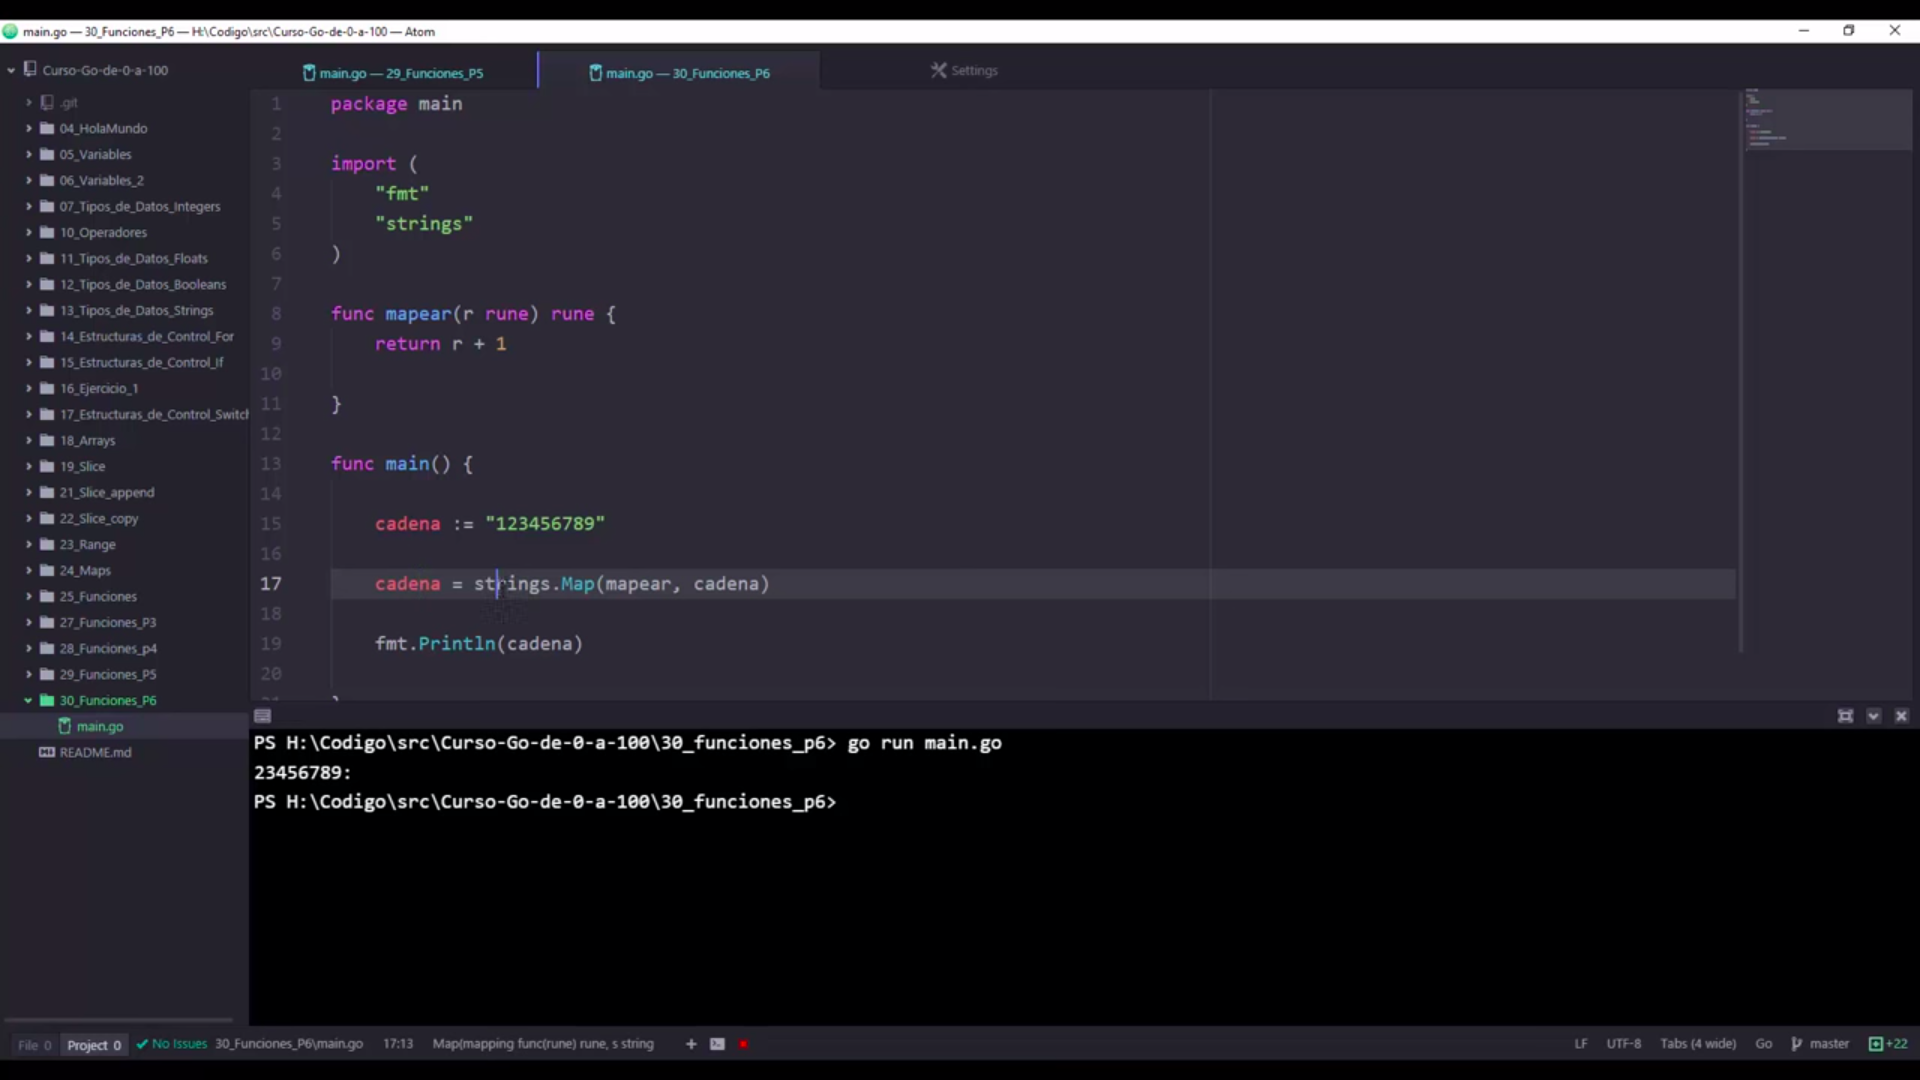 main.go — 30_Funciones_P6 — H:\Codigo\src\Curso-Go-de-0-a-100 — Atom
Curso-Go-de-0-a-100
.git
04_HolaMundo
05_Variables
06_Variables_2
07_Tipos_de_Datos_Integers
10_Operadores
11_Tipos_de_Datos_Floats
12_Tipos_de_Datos_Booleans
13_Tipos_de_Datos_Strings
14_Estructuras_de_Control_For
15_Estructuras_de_Control_If
16_Ejercicio_1
17_Estructuras_de_Control_Switch
18_Arrays
19_Slice
21_Slice_append
22_Slice_copy
23_Range
24_Maps
25_Funciones
27_Funciones_P3
28_Funciones_p4
29_Funciones_P5
30_Funciones_P6
main.go
README.md
main.go — 29_Funciones_P5
main.go — 30_Funciones_P6
Settings
1 package main
2
3 import (
4 "fmt"
5 "strings"
6 )
7
8 func mapear(r rune) rune {
9 return r + 1
10
11 }
12
13 func main() {
14
15 cadena := "123456789"
16
17 cadena = strings.Map(mapear, cadena)
18
19 fmt.Println(cadena)
20
PS H:\Codigo\src\Curso-Go-de-0-a-100\30_funciones_p6> go run main.go
23456789:
PS H:\Codigo\src\Curso-Go-de-0-a-100\30_funciones_p6>
File 0 Project 0 No Issues 30_Funciones_P6\main.go 17:13 Map(mapping func(rune) rune, s string + LF UTF-8 Tabs (4 wide) Go master +22